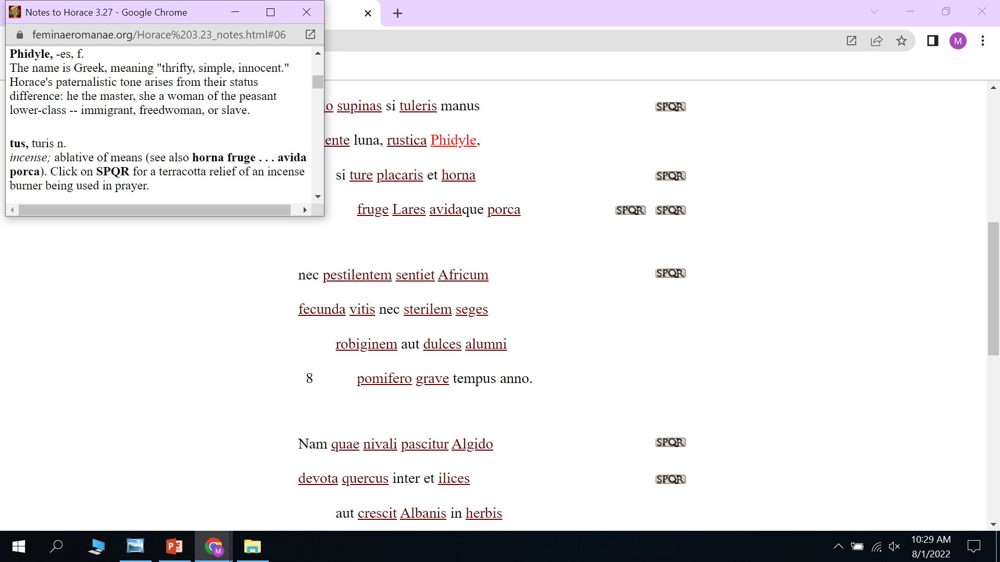 Notes to Horace 3.27 - Google Chrome
feminaeromanae.org/Horace%203.23_notes.html#06
M
Phidyle, -es, f.
The name is Greek, meaning "thrifty, simple, innocent."
Horace's paternalistic tone arises from their status
difference: he the master, she a woman of the peasant
lower-class -- immigrant, freedwoman, or slave.
tus, turis n.
incense; ablative of means (see also horna fruge . . . avida
porca). Click on SPQR for a terracotta relief of an incense
burner being used in prayer.
lo supinas si tuleris manus SPQR
ente luna, rustica Phidyle,
si ture placaris et horna SPQR
fruge Lares avidaque porca SPQR SPQR
nec pestilentem sentiet Africum SPQR
fecunda vitis nec sterilem seges
robiginem aut dulces alumni
8 pomifero grave tempus anno.
Nam quae nivali pascitur Algido SPQR
devota quercus inter et ilices SPQR
aut crescit Albanis in herbis
P
M
10:29 AM
8/1/2022